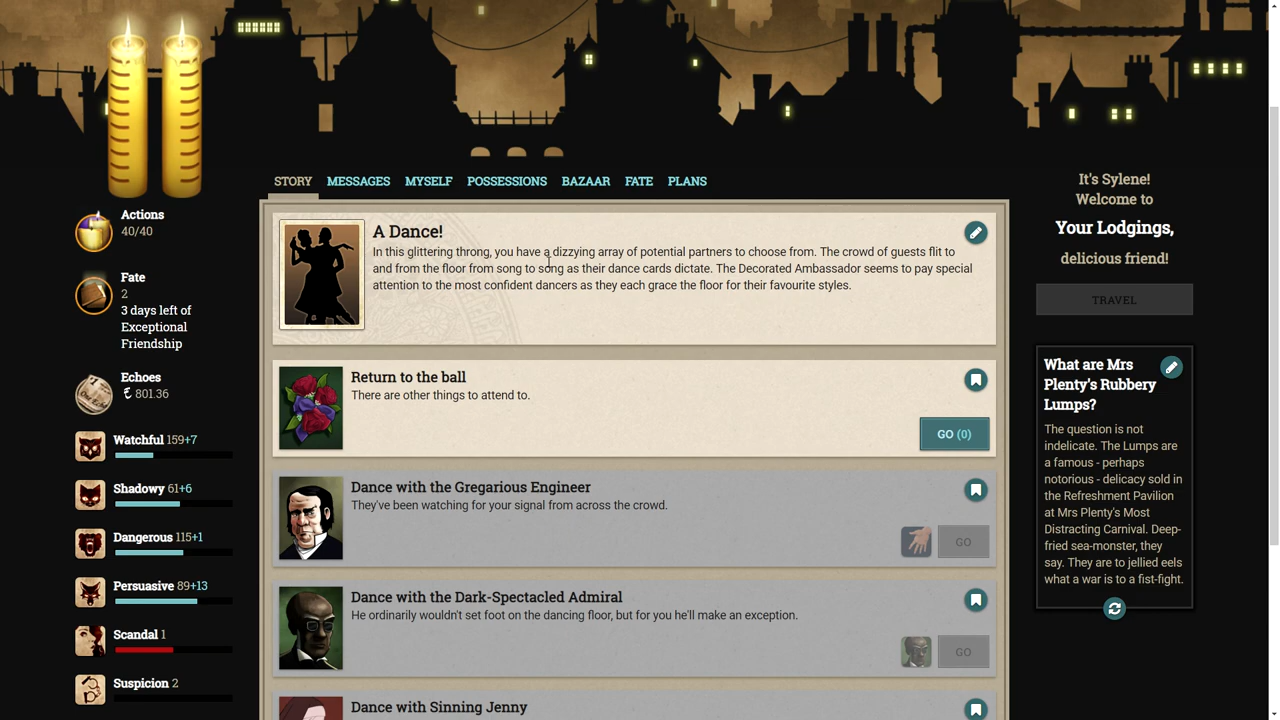 STORY MESSAGES MYSELF POSSESSIONS BAZAAR FATE PLANS
Actions
40/40
Fate
2
3 days left of
Exceptional
Friendship
Echoes
801.36
Watchful 159+7
Shadowy 61+6
Dangerous 115+1
Persuasive 89+13
Scandal 1
Suspicion 2
A Dance!
In this glittering throng, you have a dizzying array of potential partners to choose from. The crowd of guests flit to
and from the floor from song to song as their dance cards dictate. The Decorated Ambassador seems to pay special
attention to the most confident dancers as they each grace the floor for their favourite styles.
Return to the ball
There are other things to attend to.
GO (0)
Dance with the Gregarious Engineer
They've been watching for your signal from across the crowd.
GO
Dance with the Dark-Spectacled Admiral
He ordinarily wouldn't set foot on the dancing floor, but for you he'll make an exception.
GO
Dance with Sinning Jenny
It's Sylene!
Welcome to
Your Lodgings,
delicious friend!
TRAVEL
What are Mrs
Plenty's Rubbery
Lumps?
The question is not
indelicate. The Lumps are
a famous - perhaps
notorious - delicacy sold in
the Refreshment Pavilion
at Mrs Plenty's Most
Distracting Carnival. Deep-
fried sea-monster, they
say. They are to jellied eels
what a war is to a fist-fight.